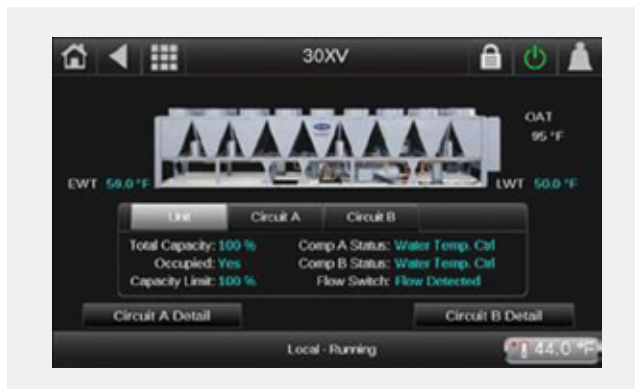 30XV
OAT
95 °F
EWT 59.0 °F
LWT 50.0 °F
Unit Circuit A Circuit B
Total Capacity: 100 % Comp A Status: Water Temp. Ctrl
Occupied: Yes Comp B Status: Water Temp. Ctrl
Capacity Limit: 100 % Flow Switch: Flow Detected
Circuit A Detail Circuit B Detail
Local - Running 44.0 °F